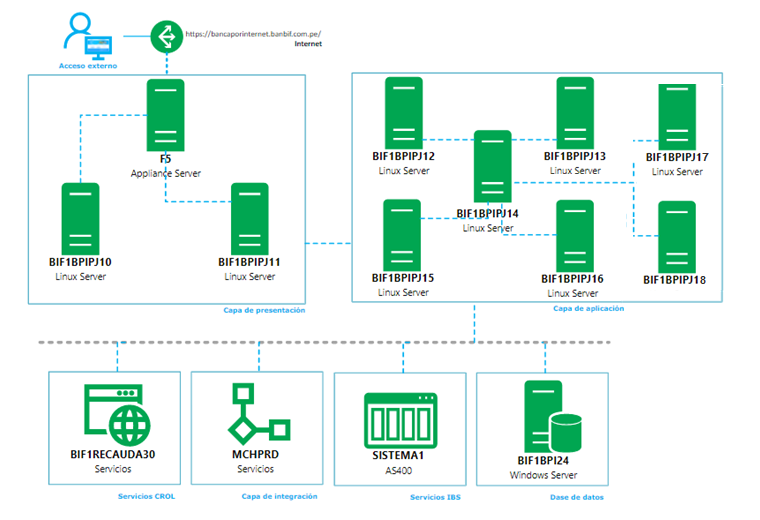 https://bancaporinternet.banbif.com.pe/
Internet
Acceso externo
F5
Appliance Server
BIF1BPIPJ10
Linux Server
BIF1BPIPJ11
Linux Server
Capa de presentación
BIF1BPIPJ12
Linux Server
BIF1BPIPJ13
Linux Server
BIF1BPIPJ17
Linux Server
BIF1BPIPJ14
Linux Server
BIF1BPIPJ15
Linux Server
BIF1BPIPJ16
Linux Server
BIF1BPIPJ18
Capa de aplicación
BIF1RECAUDA30
Servicios
Servicios CROL
MCHPRD
Servicios
Capa de integración
SISTEMA1
AS400
Servicios IBS
BIF1BPI24
Windows Server
Dase de datos